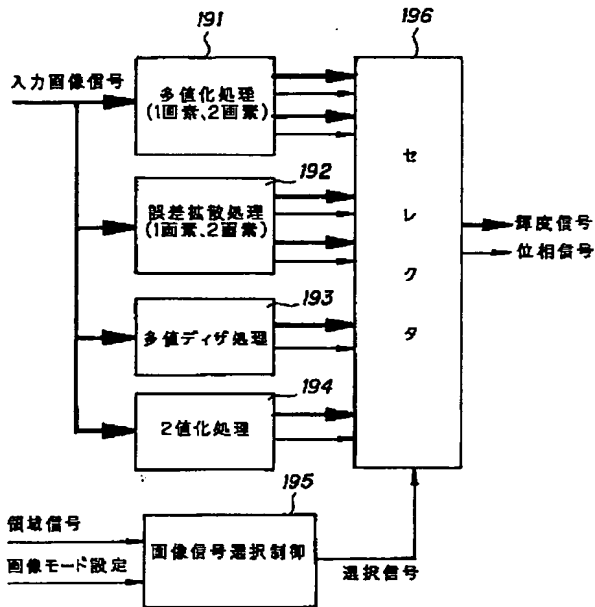 191
196
入力画像信号
多値化処理
(1画素、2画素)
192
誤差拡散処理
(1画素、2画素)
セレクタ
輝度信号
位相信号
193
多値ディザ処理
194
2値化処理
195
領域信号
画像モード設定
画像信号選択制御
選択信号